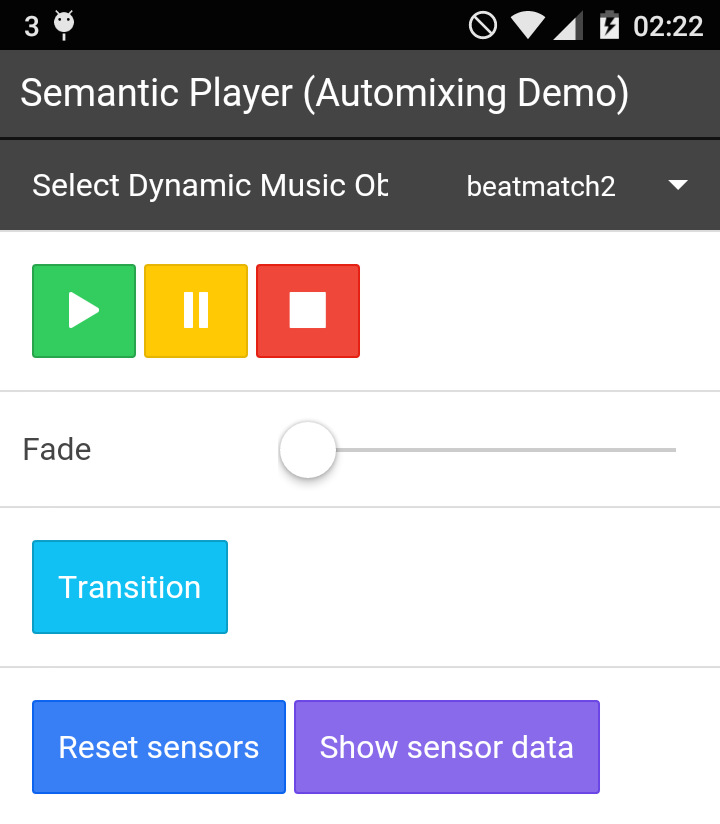 3 02:22
Semantic Player (Automixing Demo)
Select Dynamic Music Ob beatmatch2
Fade
Transition
Reset sensors Show sensor data